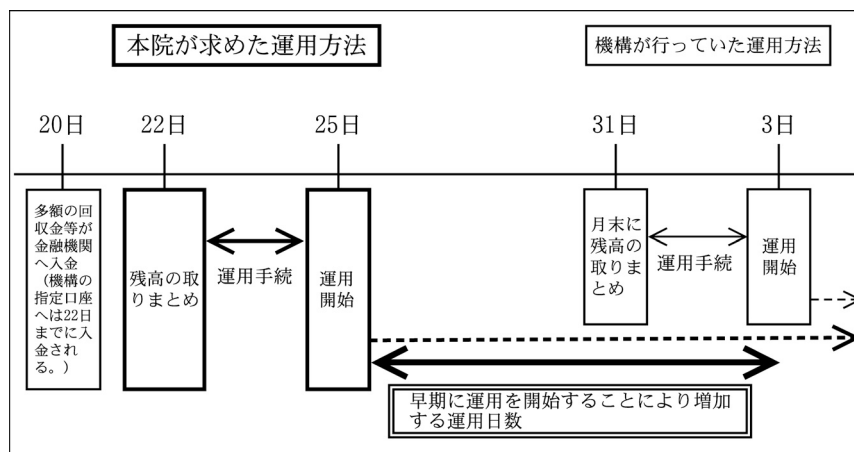 本院が求めた運用方法
機構が行っていた運用方法
20日
22日
25日
31日
3日
多額の回
収金等が
金融機関
へ入金
（機構の
指定口座
へは22日
までに入
金され
る。）
残高の取
りまとめ
運用手続
運用
開始
月末に
残高の
取りま
とめ
運用手続
運用
開始
早期に運用を開始することにより増加
する運用日数